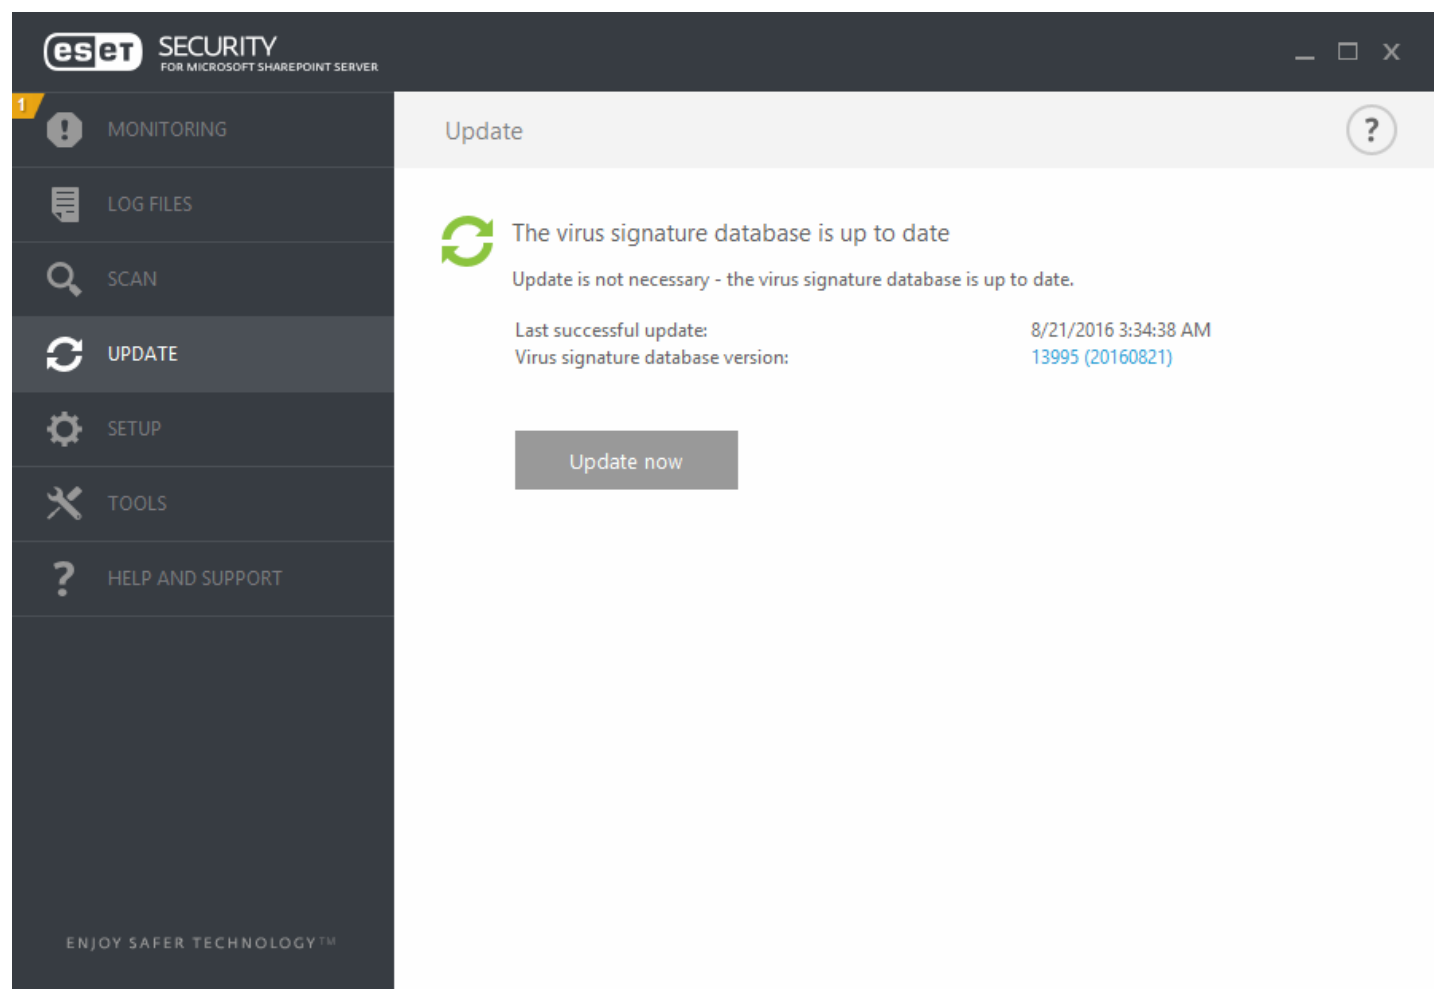 eset SECURITY
FOR MICROSOFT SHAREPOINT SERVER
1
MONITORING
LOG FILES
SCAN
UPDATE
SETUP
TOOLS
HELP AND SUPPORT
ENJOY SAFER TECHNOLOGY™
Update
?
The virus signature database is up to date
Update is not necessary - the virus signature database is up to date.
Last successful update: 8/21/2016 3:34:38 AM
Virus signature database version: 13995 (20160821)
Update now